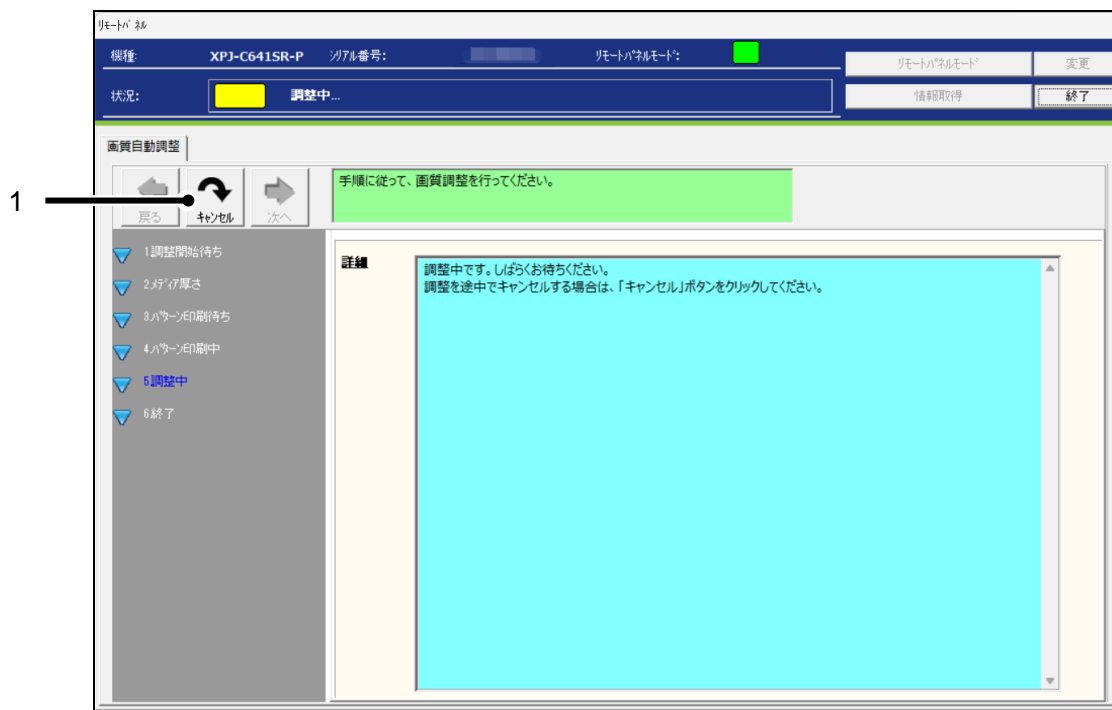 ﾘﾓｰﾄﾊﾟﾈﾙ
機種: XPJ-C641SR-P ｼﾘｱﾙ番号: ﾘﾓｰﾄﾊﾟﾈﾙﾓｰﾄﾞ:
ﾘﾓｰﾄﾊﾟﾈﾙﾓｰﾄﾞ 変更
状況: 調整中...
情報取得 終了
画質自動調整
1
戻る ｷｬﾝｾﾙ 次へ
手順に従って、画質調整を行ってください。
1.調整開始待ち
2.ﾒﾃﾞｨｱ厚さ
3.ﾊﾟﾀｰﾝ印刷待ち
4.ﾊﾟﾀｰﾝ印刷中
5.調整中
6.終了
詳細
調整中です。しばらくお待ちください。
調整を途中でキャンセルする場合は、「キャンセル」ボタンをクリックしてください。